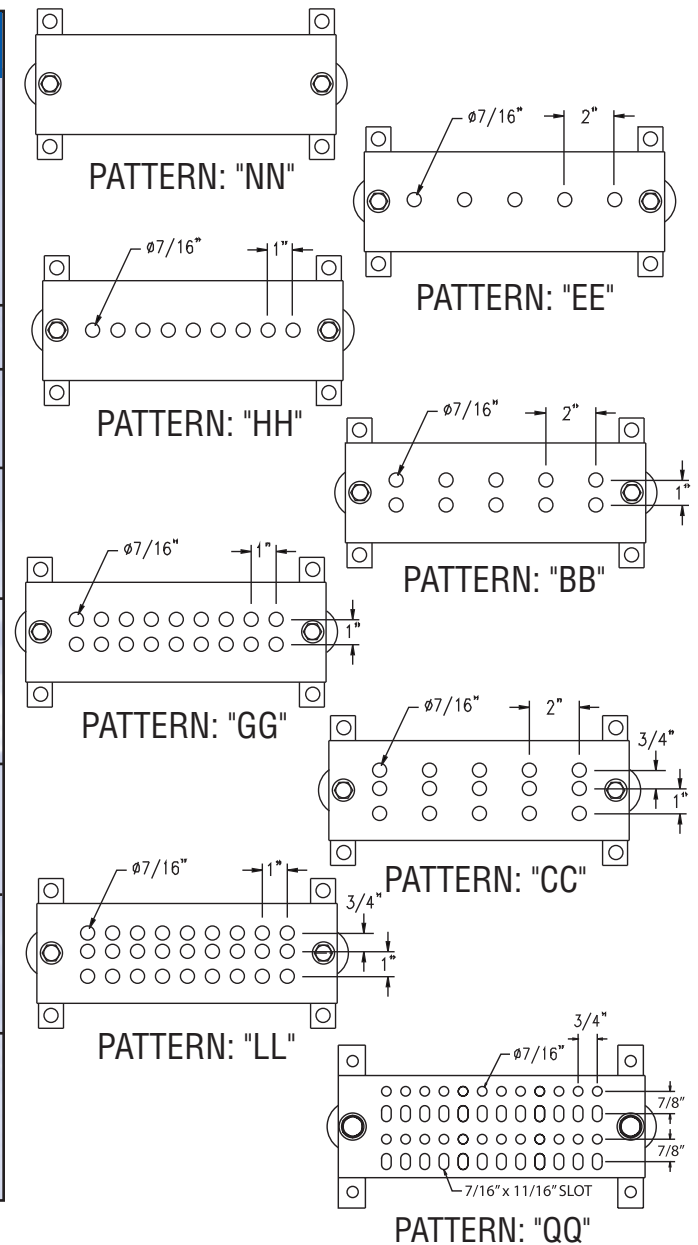 PATTERN: "NN"
ø7/16" 2"
PATTERN: "EE"
ø7/16" 1"
PATTERN: "HH"
ø7/16" 2"
1"
PATTERN: "BB"
ø7/16" 1"
1"
PATTERN: "GG"
ø7/16" 2"
3/4"
1"
PATTERN: "CC"
ø7/16" 1"
3/4"
1"
PATTERN: "LL"
3/4"
ø7/16"
7/8"
7/8"
7/16" x 11/16" SLOT
PATTERN: "QQ"